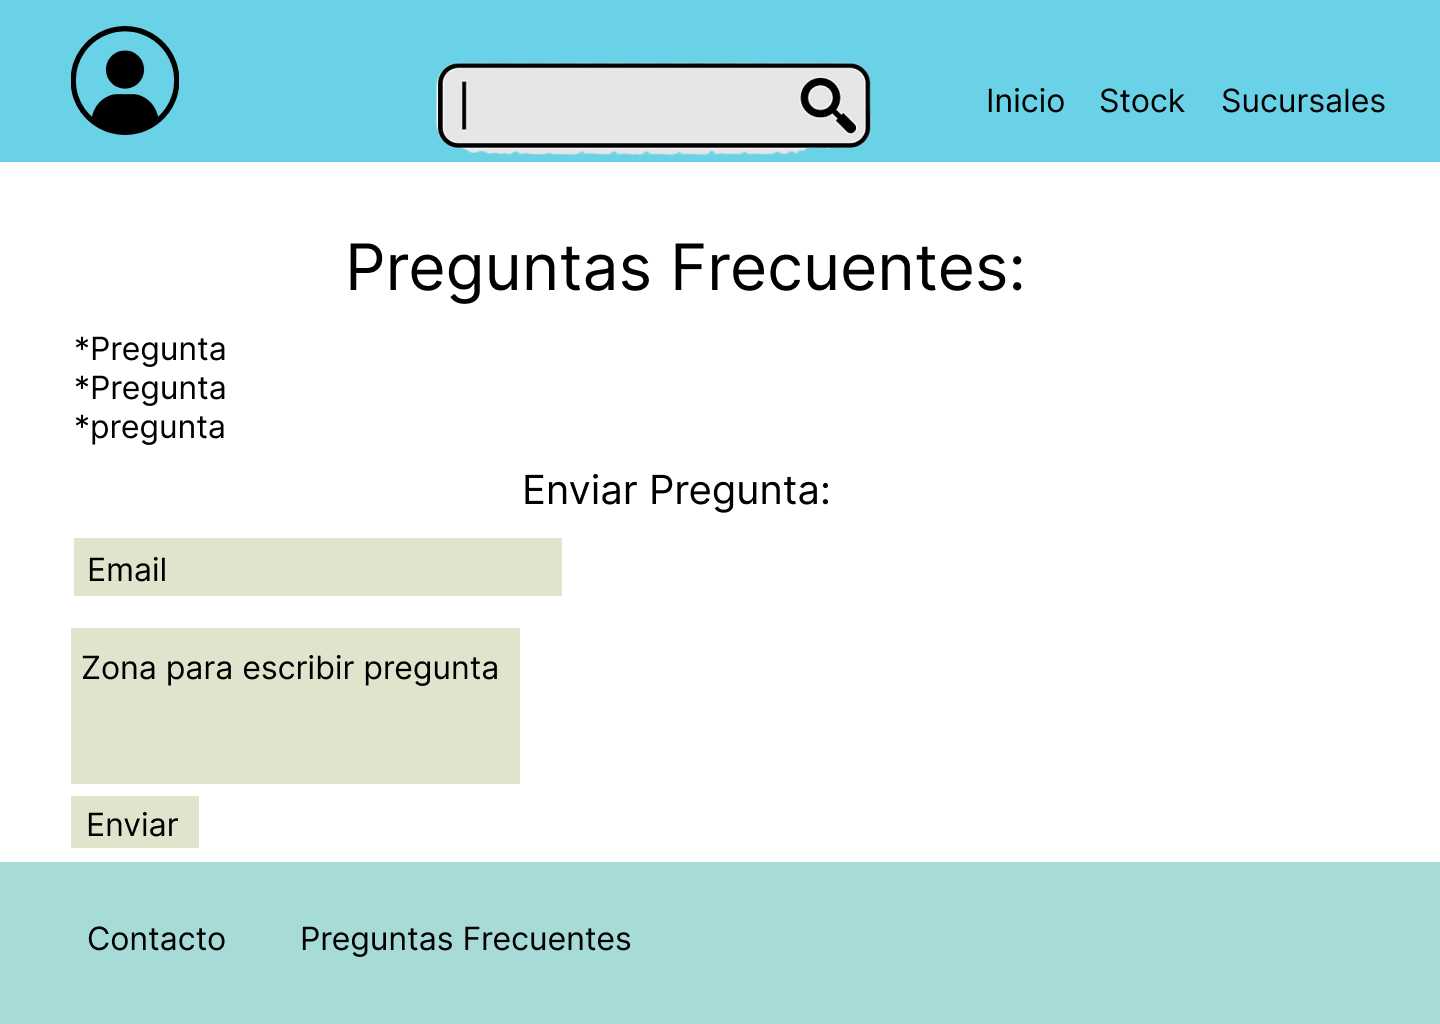 Inicio Stock Sucursales
Preguntas Frecuentes:
*Pregunta
*Pregunta
*pregunta
Enviar Pregunta:
Email
Zona para escribir pregunta
Enviar
Contacto Preguntas Frecuentes